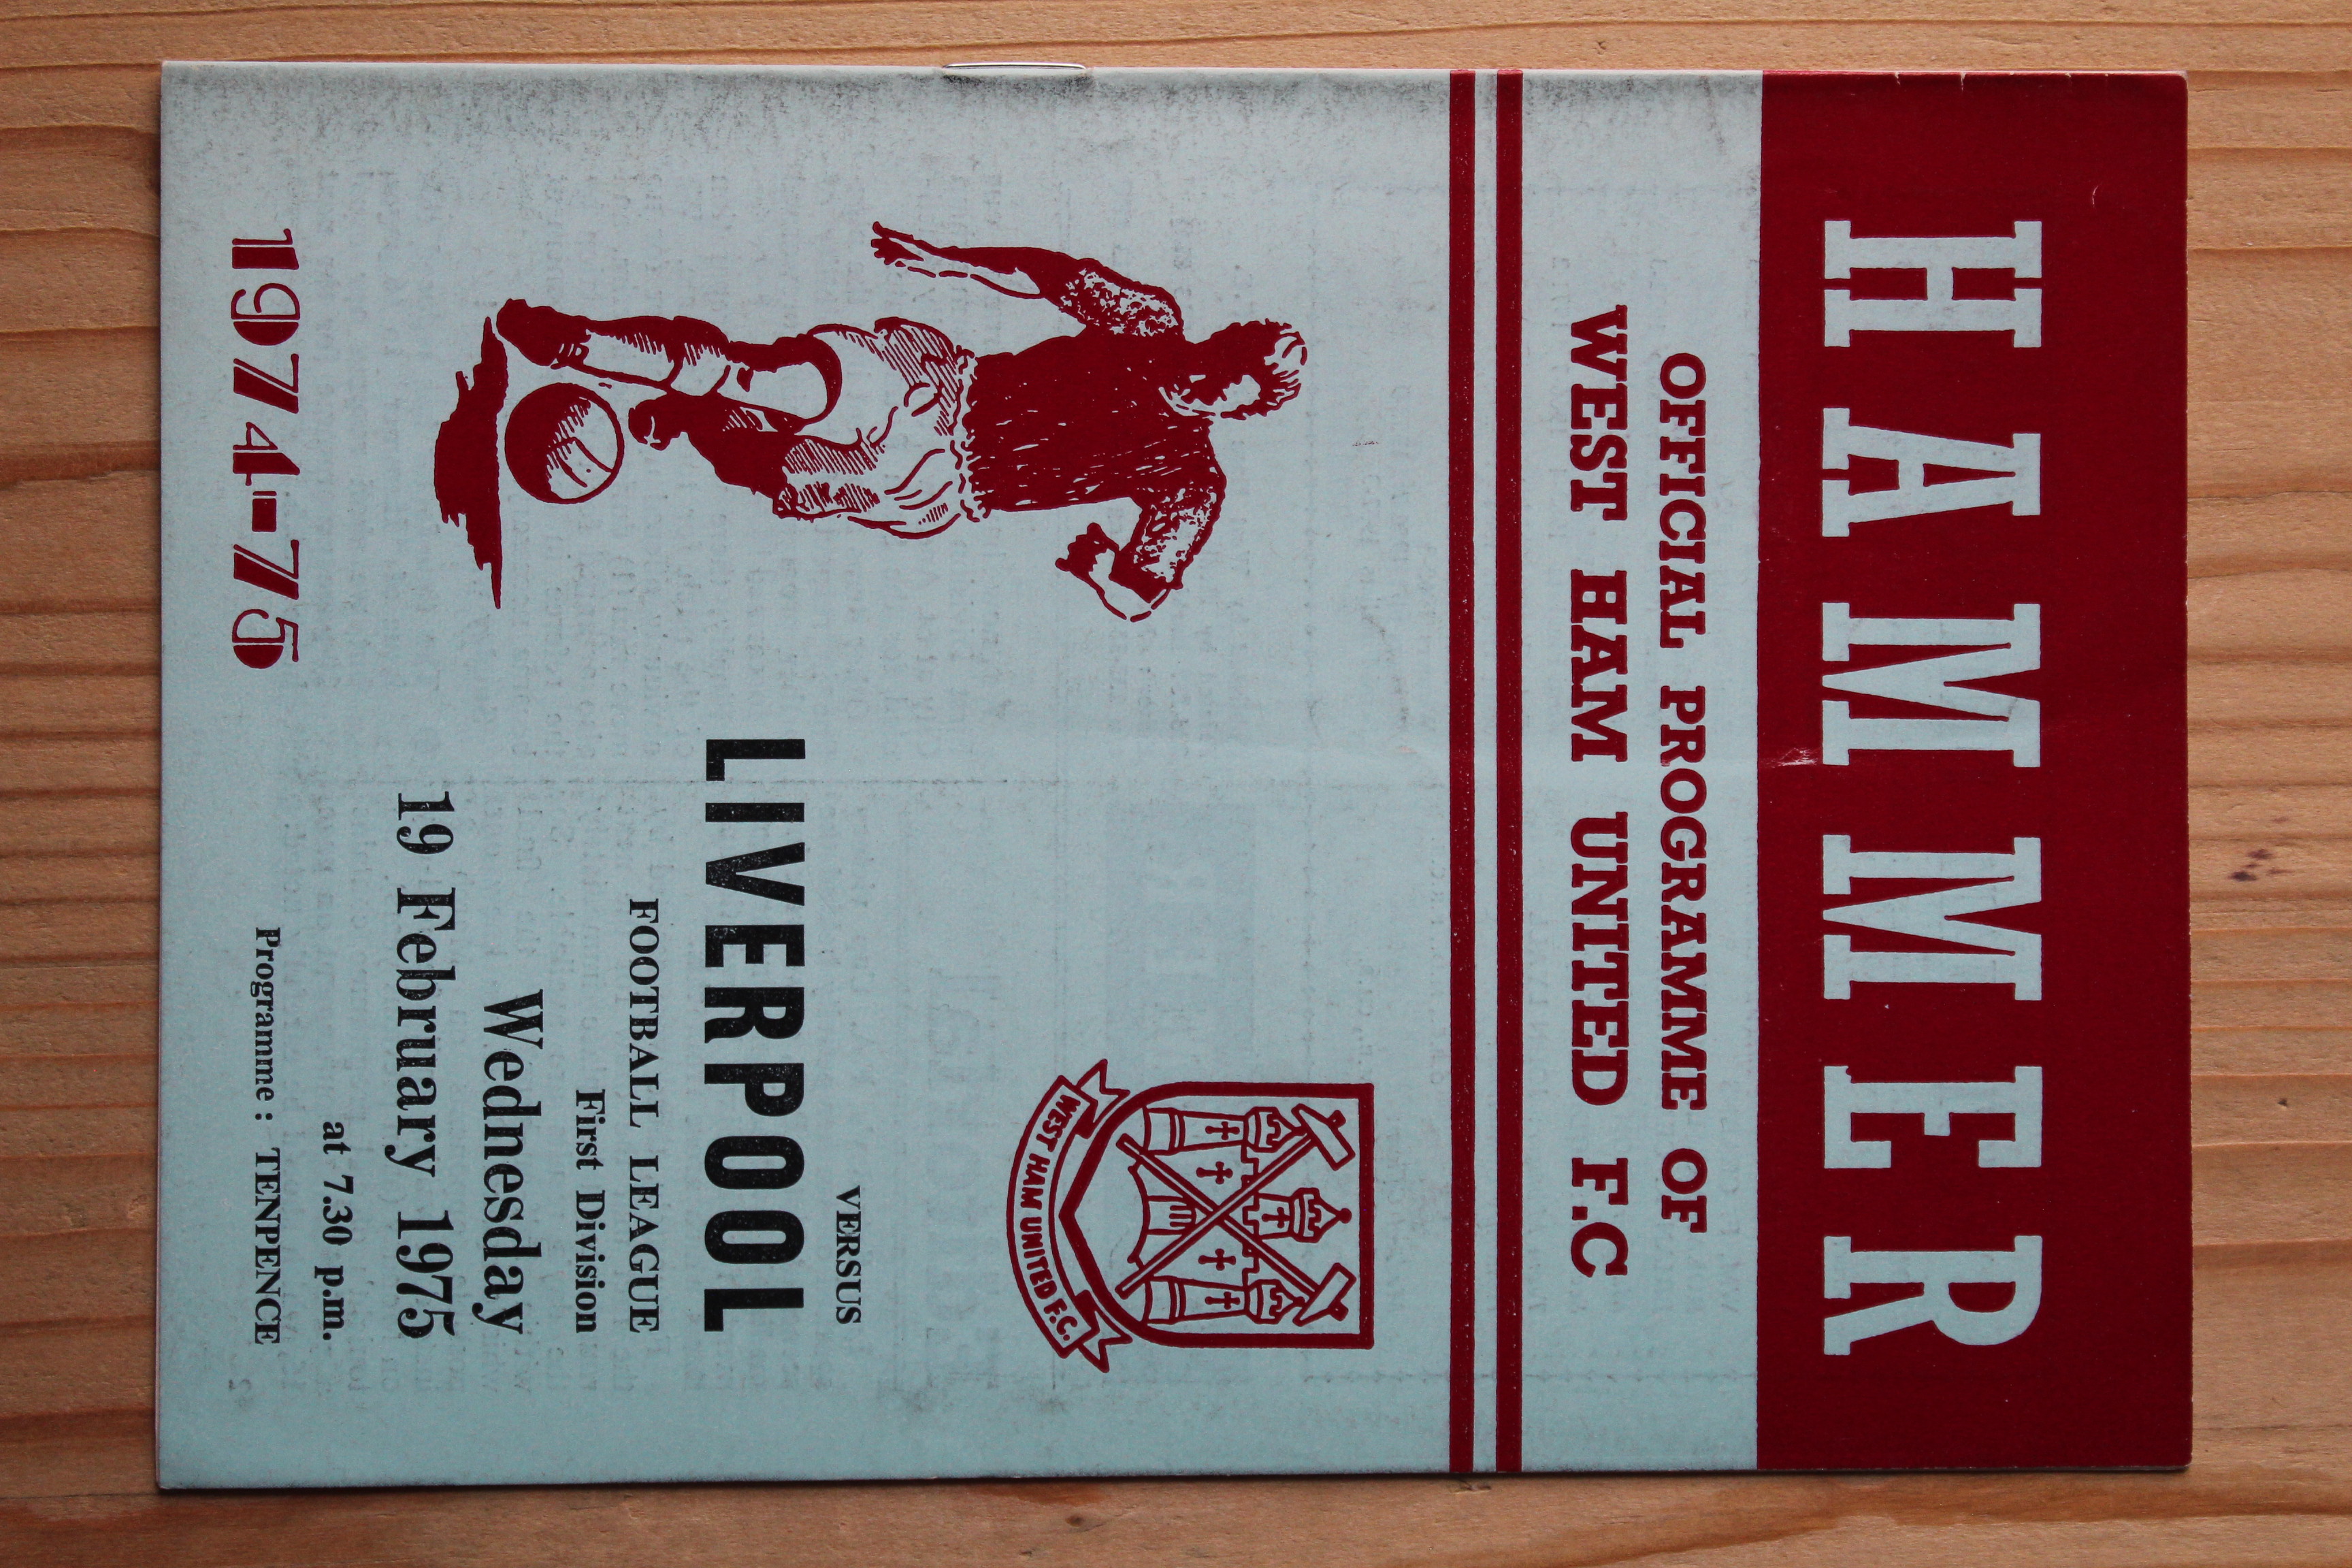 HAMMER
OFFICIAL PROGRAMME OF
WEST HAM UNITED F.C
WEST HAM UNITED F.C.
VERSUS
LIVERPOOL
FOOTBALL LEAGUE
First Division
Wednesday
19 February 1975
at 7.30 p.m.
1974-75
Programme : TENPENCE